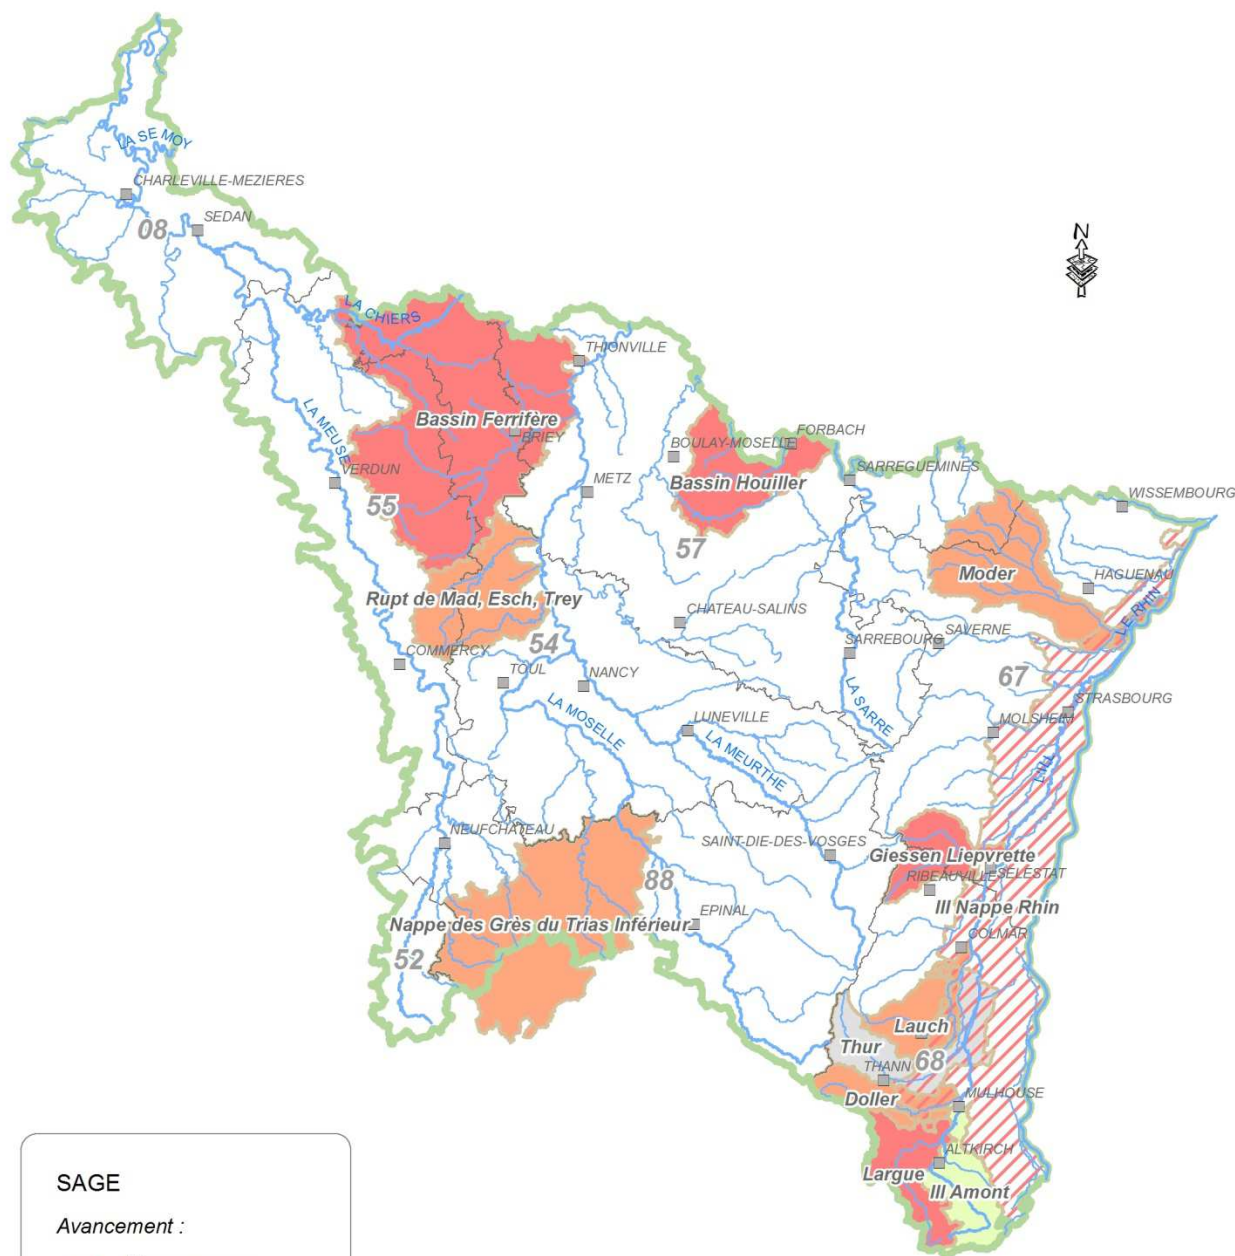 N
LA SE MOY
CHARLEVILLE-MEZIERES
08
SEDAN
LA CHIERS
THIONVILLE
LA MEUSE
Bassin Ferrifère
BRIEY
FORBACH
BOULAY-MOSELLE
Bassin Houiller
SARREGUEMINES
VERDUN
METZ
WISSEMBOURG
55
57
Moder
HAGUENAU
Rupt de Mad, Esch, Trey
LE RHIN
CHATEAU-SALINS
SARREBOURG
SAVERNE
54
COMMERCY
TOUL
NANCY
67
LA SARRE
STRASBOURG
LA MOSELLE
LUNEVILLE
MOLSHEIM
LA MEURTHE
L'ILL
NEUFCHATEAU
SAINT-DIE-DES-VOSGES
Giessen Liepvrette
88
RIBEAUVILLE
SELESTAT
Ill Nappe Rhin
Nappe des Grès du Trias Inférieur
EPINAL
COLMAR
52
Lauch
Thur
68
THANN
Doller
MULHOUSE
ALTKIRCH
Largue
Ill Amont
SAGE
Avancement :